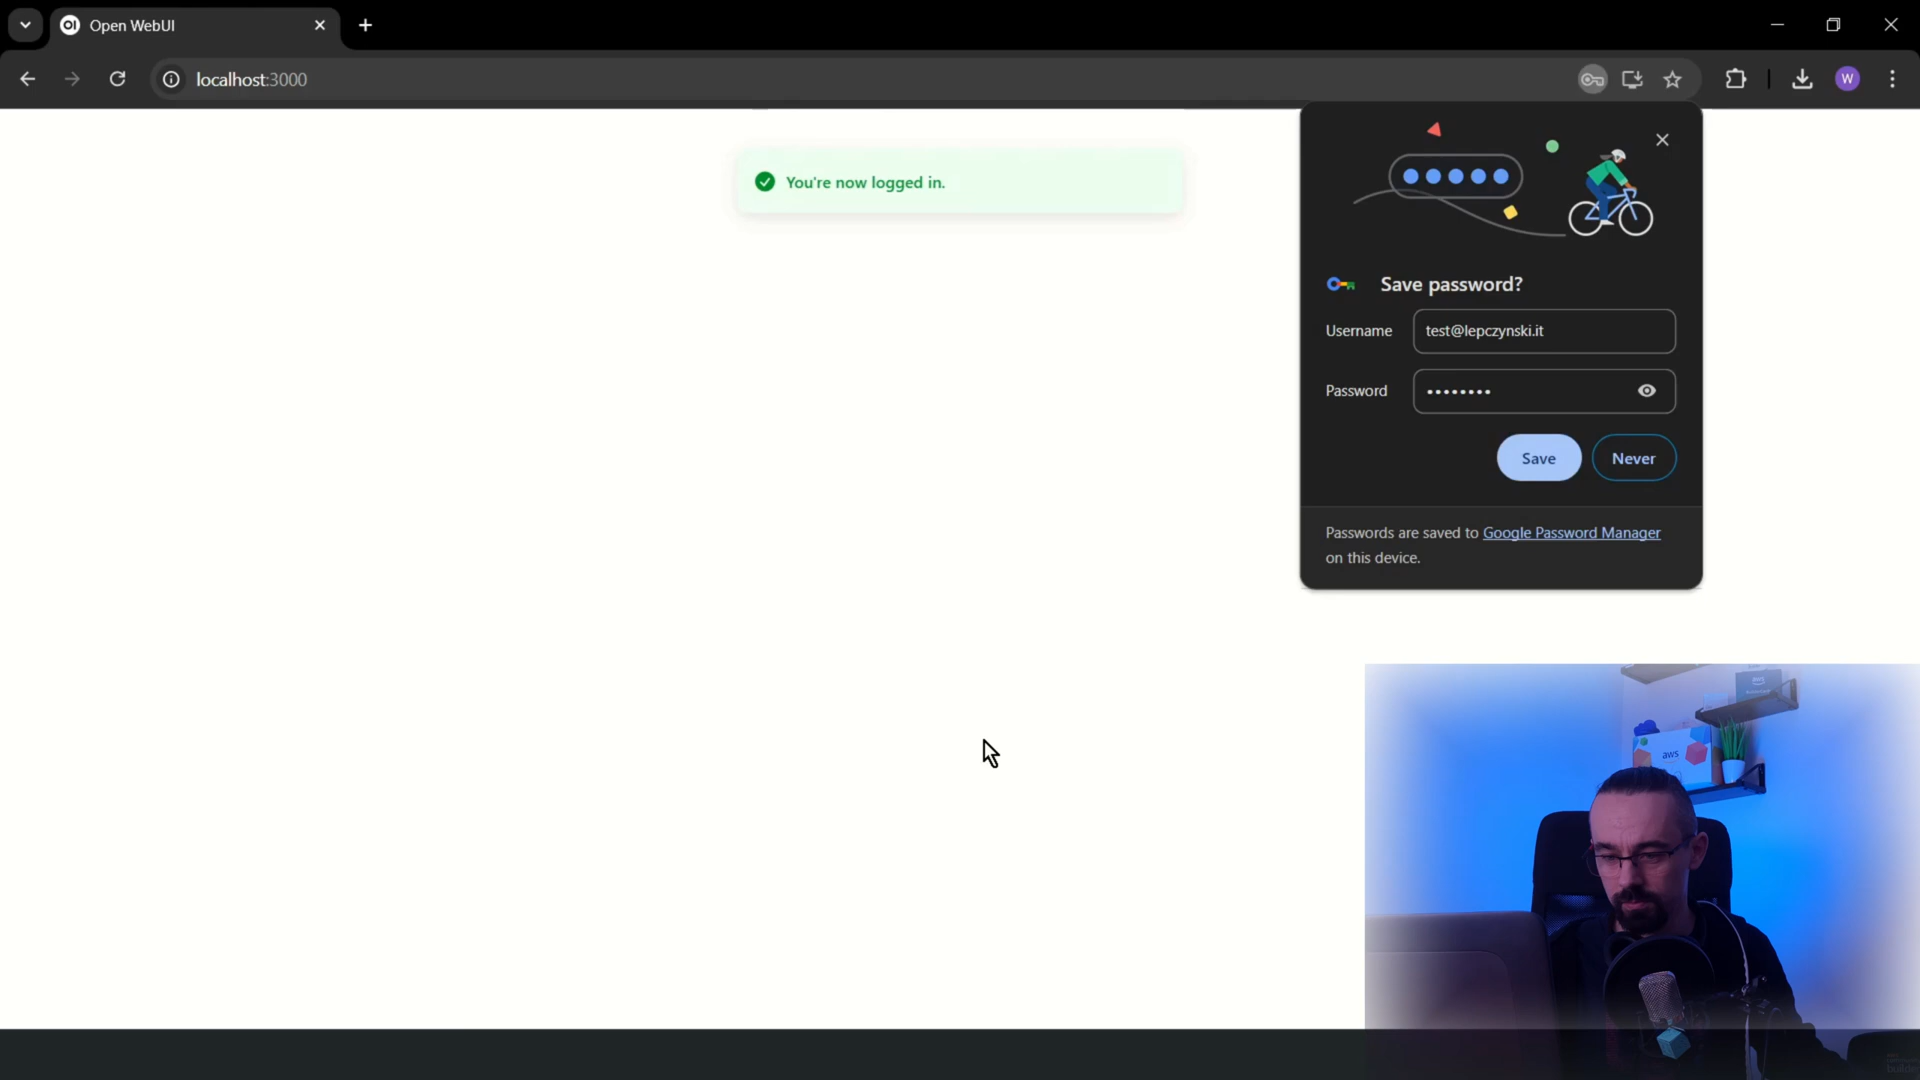 Open WebUI
localhost:3000
W
You're now logged in.
Save password?
Username
test@lepczynski.it
Password
Save
Never
Passwords are saved to Google Password Manager
on this device.
aws
aws